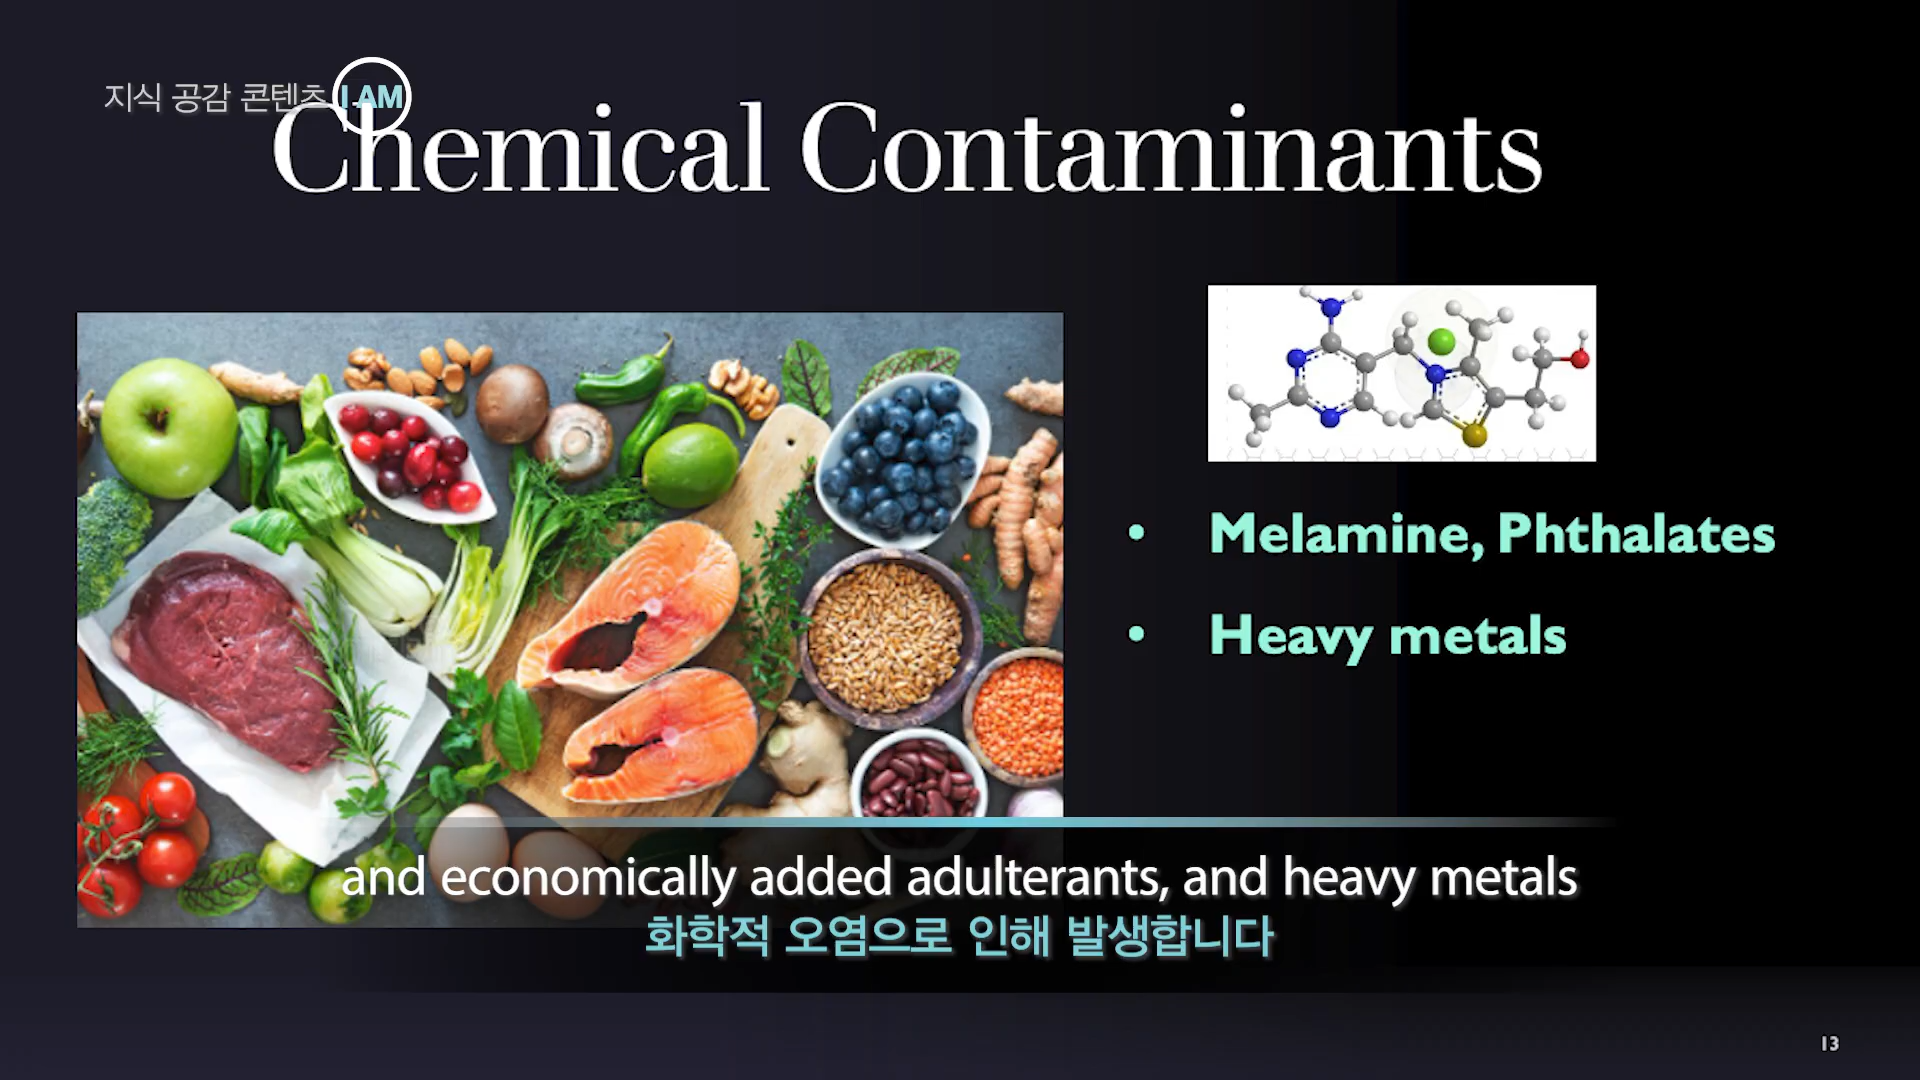 지식 공감 콘텐츠 I AM
Chemical Contaminants
• Melamine, Phthalates
• Heavy metals
and economically added adulterants, and heavy metals
화학적 오염으로 인해 발생합니다
13